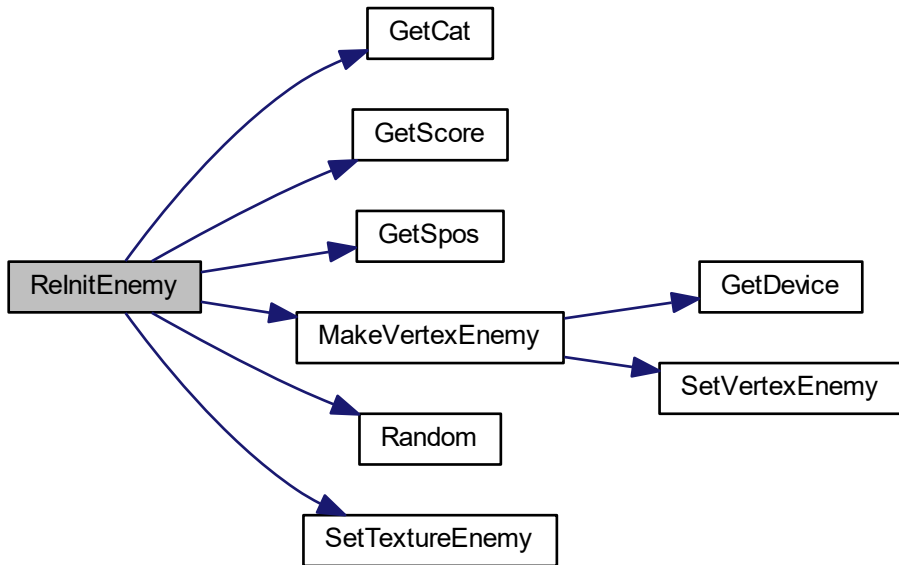 GetCat
GetScore
GetSpos
ReInitEnemy
GetDevice
MakeVertexEnemy
SetVertexEnemy
Random
SetTextureEnemy